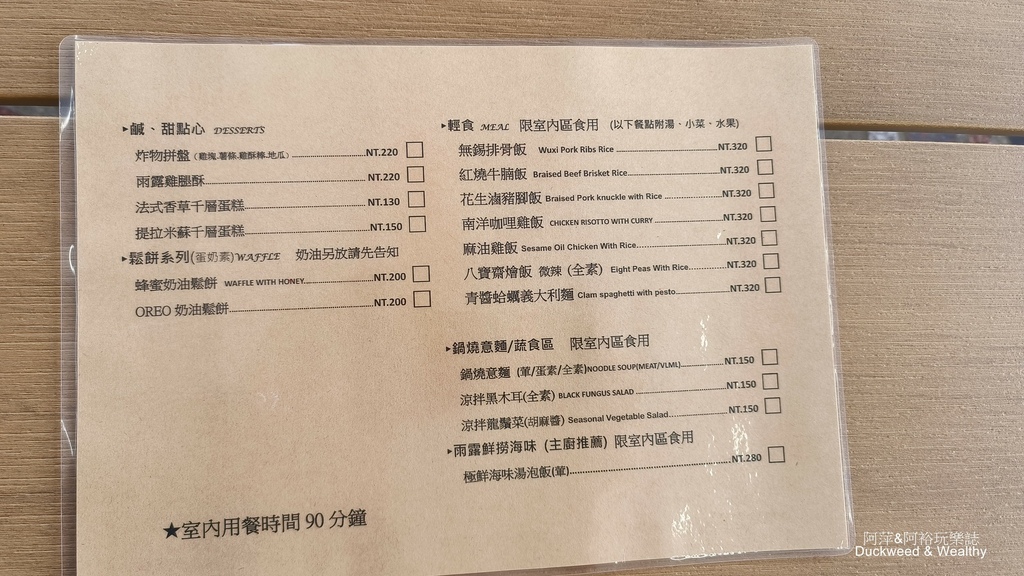 ▸鹹、甜點心 DESSERTS
炸物拼盤(雞塊.薯條.雞酥棒.地瓜)................NT.220 □
雨露雞腿酥................NT.220 □
法式香草千層蛋糕................NT.130 □
提拉米蘇千層蛋糕................NT.150 □
▸鬆餅系列(蛋奶素)WAFFLE 奶油另放請先告知
蜂蜜奶油鬆餅 WAFFLE WITH HONEY................NT.200 □
OREO 奶油鬆餅................NT.200 □
★室內用餐時間 90 分鐘
▸輕食 MEAL 限室內區食用 (以下餐點附湯、小菜、水果)
無錫排骨飯 Wuxi Pork Ribs Rice ................NT.320 □
紅燒牛腩飯 Braised Beef Brisket Rice................NT.320 □
花生滷豬腳飯 Braised Pork knuckle with Rice ................NT.320 □
南洋咖哩雞飯 CHICKEN RISOTTO WITH CURRY ................NT.320 □
麻油雞飯 Sesame Oil Chicken With Rice................NT.320 □
八寶齋燴飯 微辣 (全素) Eight Peas With Rice................NT.320 □
青醬蛤蠣義大利麵 Clam spaghetti with pesto................NT.320 □
▸鍋燒意麵/蔬食區 限室內區食用
鍋燒意麵 (葷/蛋素/全素)NOODLE SOUP(MEAT/VLML)................NT.150 □
涼拌黑木耳(全素) BLACK FUNGUS SALAD ................NT.150 □
涼拌龍鬚菜(胡麻醬) Seasonal Vegetable Salad................NT.150 □
▸雨露鮮撈海味 (主廚推薦) 限室內區食用
極鮮海味湯泡飯(葷)................NT.280 □
阿萍&阿裕玩樂誌
Duckweed & Wealthy